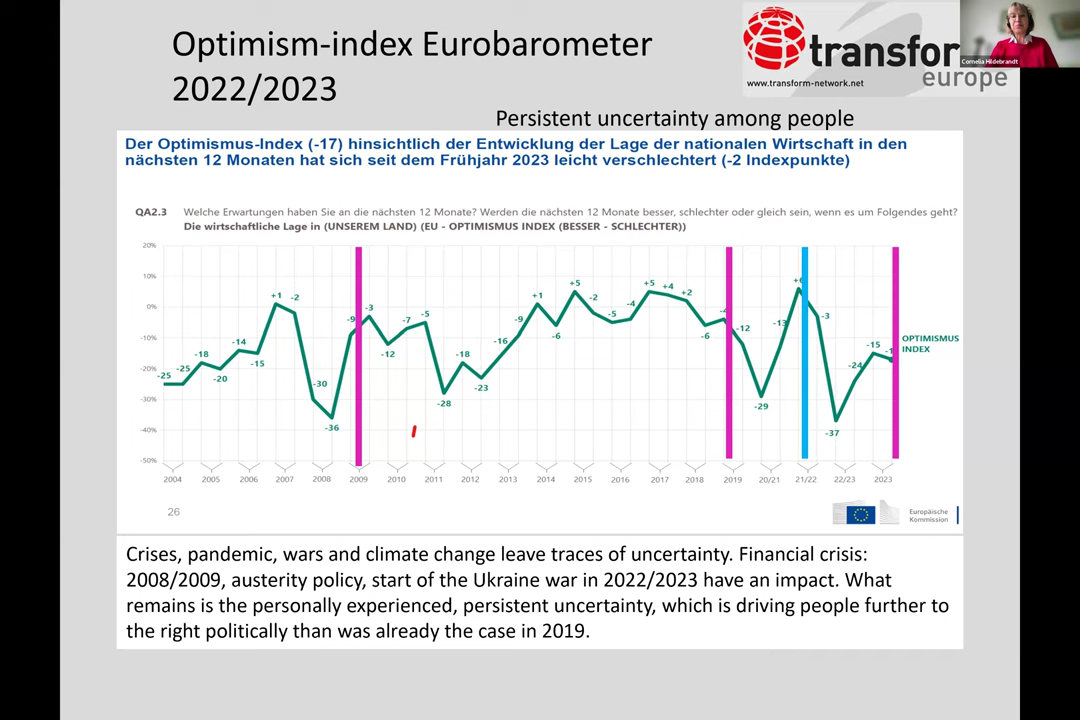 Optimism-index Eurobarometer
2022/2023
transfor
europe
www.transform-network.net
Cornelia Hildebrandt
Persistent uncertainty among people
Der Optimismus-Index (-17) hinsichtlich der Entwicklung der Lage der nationalen Wirtschaft in den
nächsten 12 Monaten hat sich seit dem Frühjahr 2023 leicht verschlechtert (-2 Indexpunkte)
QA2.3 Welche Erwartungen haben Sie an die nächsten 12 Monate? Werden die nächsten 12 Monate besser, schlechter oder gleich sein, wenn es um Folgendes geht?
Die wirtschaftliche Lage in (UNSEREM LAND) (EU - OPTIMISMUS INDEX (BESSER - SCHLECHTER))
20%
10%
0%
-10%
-20%
-30%
-40%
-50%
-25
-25
-18
-20
-14
-15
+1
-2
-30
-36
-9
-3
-12
-7
-5
-28
-18
-23
-16
-9
+1
-6
+5
-2
-5
-4
+5
+4
+2
-6
-4
-12
-29
-13
-3
-37
-24
-15
OPTIMISMUS
INDEX
2004 2005 2006 2007 2008 2009 2010 2011 2012 2013 2014 2015 2016 2017 2018 2019 20/21 21/22 22/23 2023
26
Europäische
Kommission
Crises, pandemic, wars and climate change leave traces of uncertainty. Financial crisis:
2008/2009, austerity policy, start of the Ukraine war in 2022/2023 have an impact. What
remains is the personally experienced, persistent uncertainty, which is driving people further to
the right politically than was already the case in 2019.